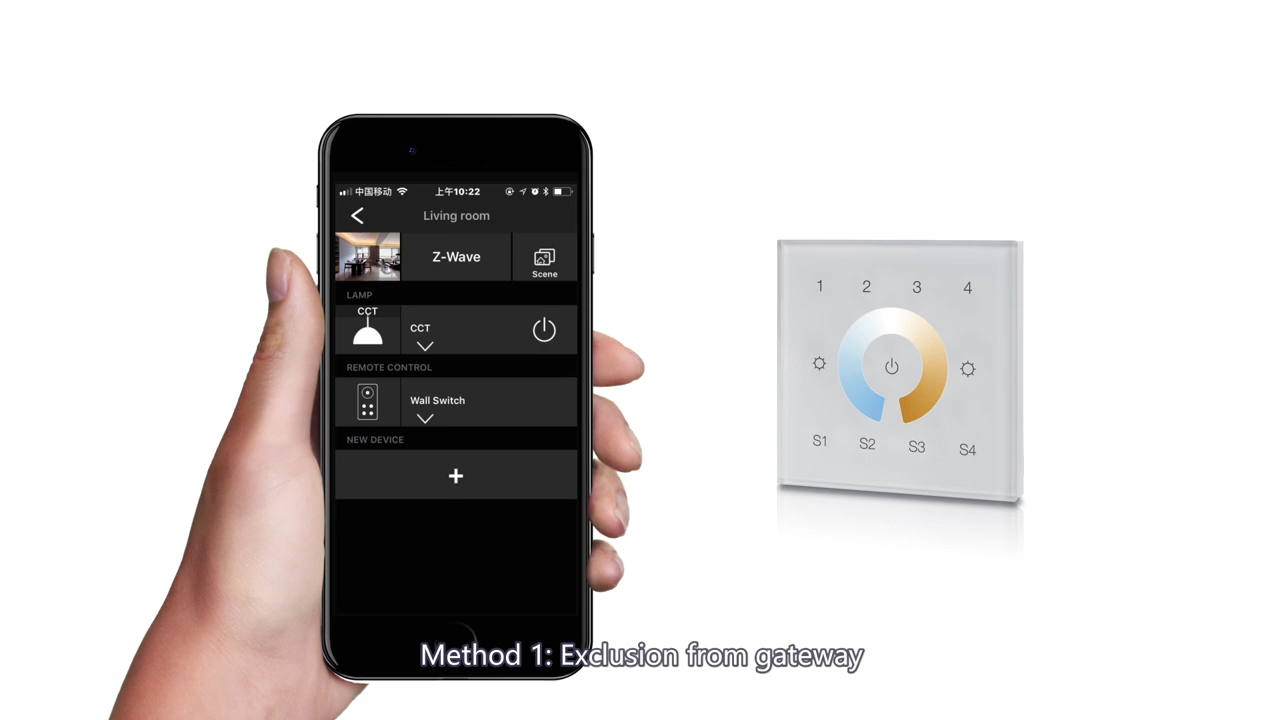 中国移动 上午10:22
Living room
Z-Wave
Scene
LAMP
CCT
CCT
REMOTE CONTROL
Wall Switch
NEW DEVICE
+
1 2 3 4
S1 S2 S3 S4
Method 1: Exclusion from gateway